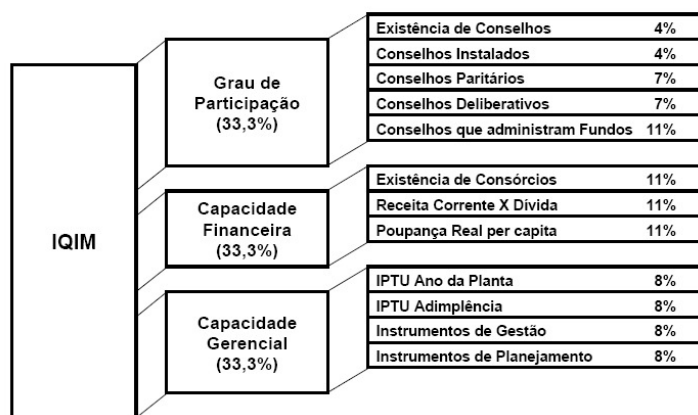 IQIM
Grau de
Participação
(33,3%)
Existência de Conselhos 4%
Conselhos Instalados 4%
Conselhos Paritários 7%
Conselhos Deliberativos 7%
Conselhos que administram Fundos 11%
Capacidade
Financeira
(33,3%)
Existência de Consórcios 11%
Receita Corrente X Dívida 11%
Poupança Real per capita 11%
Capacidade
Gerencial
(33,3%)
IPTU Ano da Planta 8%
IPTU Adimplência 8%
Instrumentos de Gestão 8%
Instrumentos de Planejamento 8%